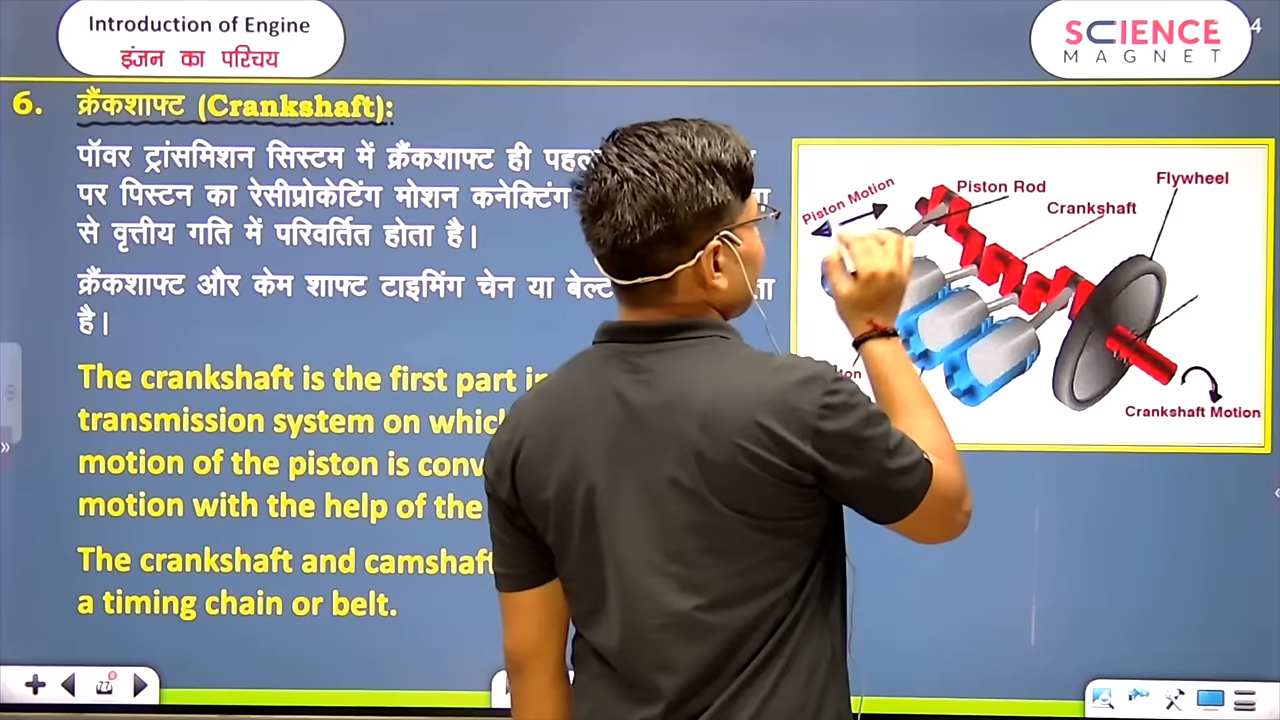 Introduction of Engine
इंजन का परिचय
SCIENCE
MAGNET
4
6. क्रैंकशाफ्ट (Crankshaft):
पॉवर ट्रांसमिशन सिस्टम में क्रैंकशाफ्ट ही
पर पिस्टन का रेसीप्रोकेटिंग मोशन कनेक्टिंग
से वृत्तीय गति में परिवर्तित होता है।
क्रैंकशाफ्ट और केम शाफ्ट टाइमिंग चेन या बेल्ट
है।
The crankshaft is the first part
transmission system on
motion of the piston is
motion with the help of the
The crankshaft and camshaft
a timing chain or belt.
Piston Motion
Piston Rod
Crankshaft
Flywheel
Crankshaft Motion
77